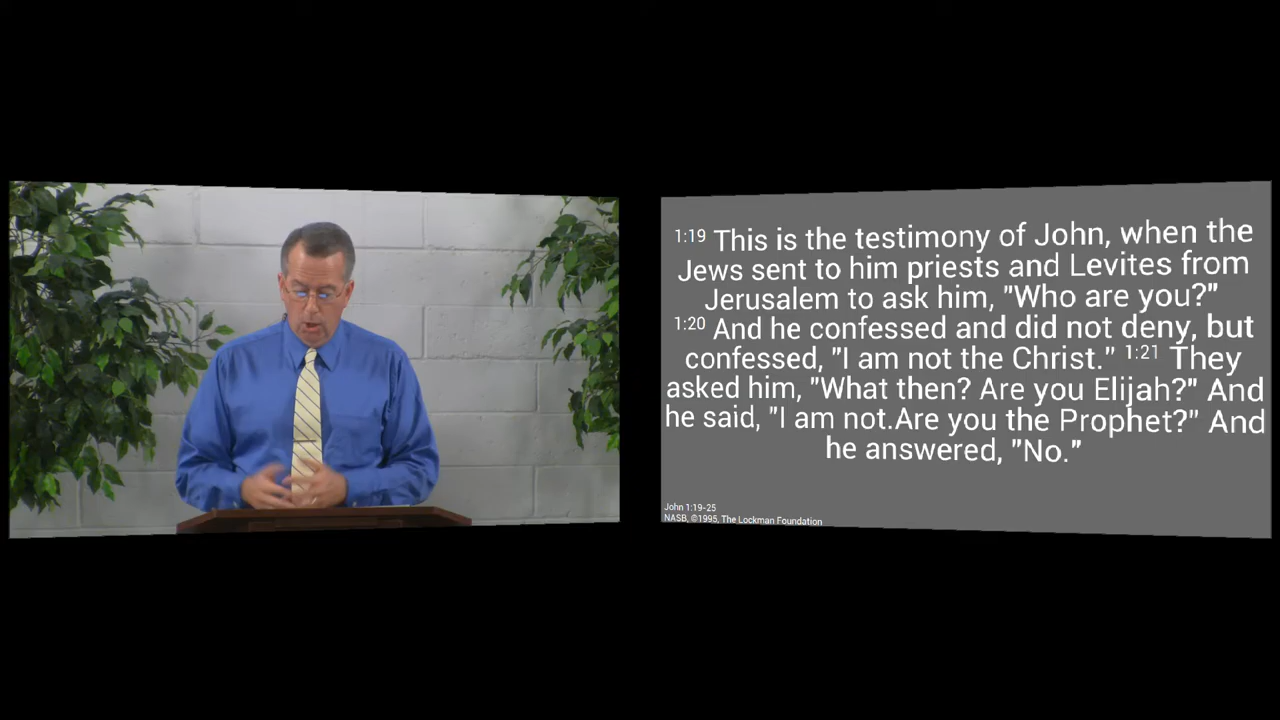 1:19 This is the testimony of John, when the
Jews sent to him priests and Levites from
Jerusalem to ask him, "Who are you?"
1:20 And he confessed and did not deny, but
confessed, "I am not the Christ." 1:21 They
asked him, "What then? Are you Elijah?" And
he said, "I am not.Are you the Prophet?" And
he answered, "No."
John 1:19-25
NASB, ©1995, The Lockman Foundation